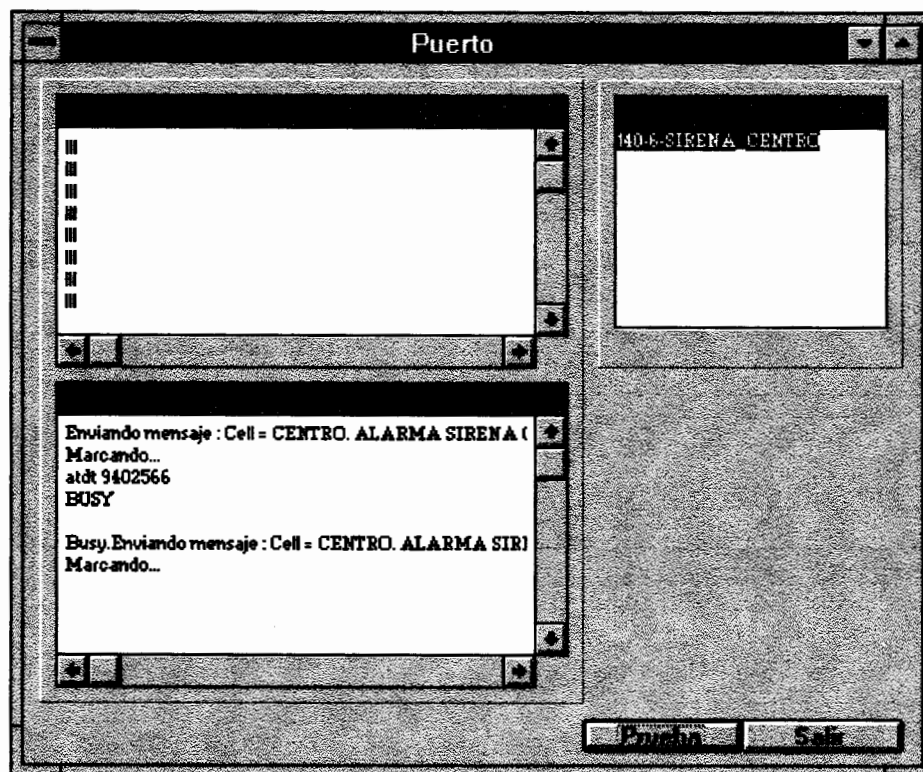 Puerto
140-6-SIRENA_CENTRO
Enviando mensaje : Cell = CENTRO. ALARMA SIRENA (
Marcando...
atdt 9402566
BUSY
Busy.Enviando mensaje : Cell = CENTRO. ALARMA SIRI
Marcando...
Prueba
Salir